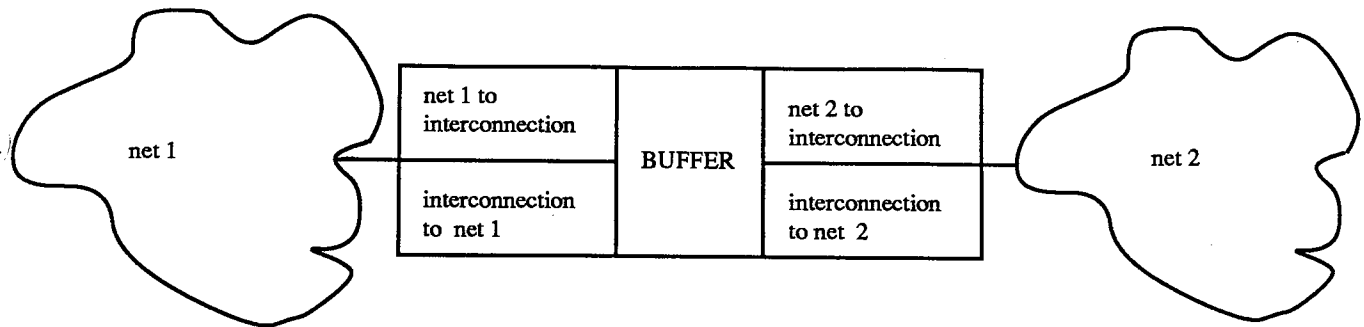 net 1
net 1 to
interconnection
interconnection
to net 1
BUFFER
net 2 to
interconnection
interconnection
to net 2
net 2